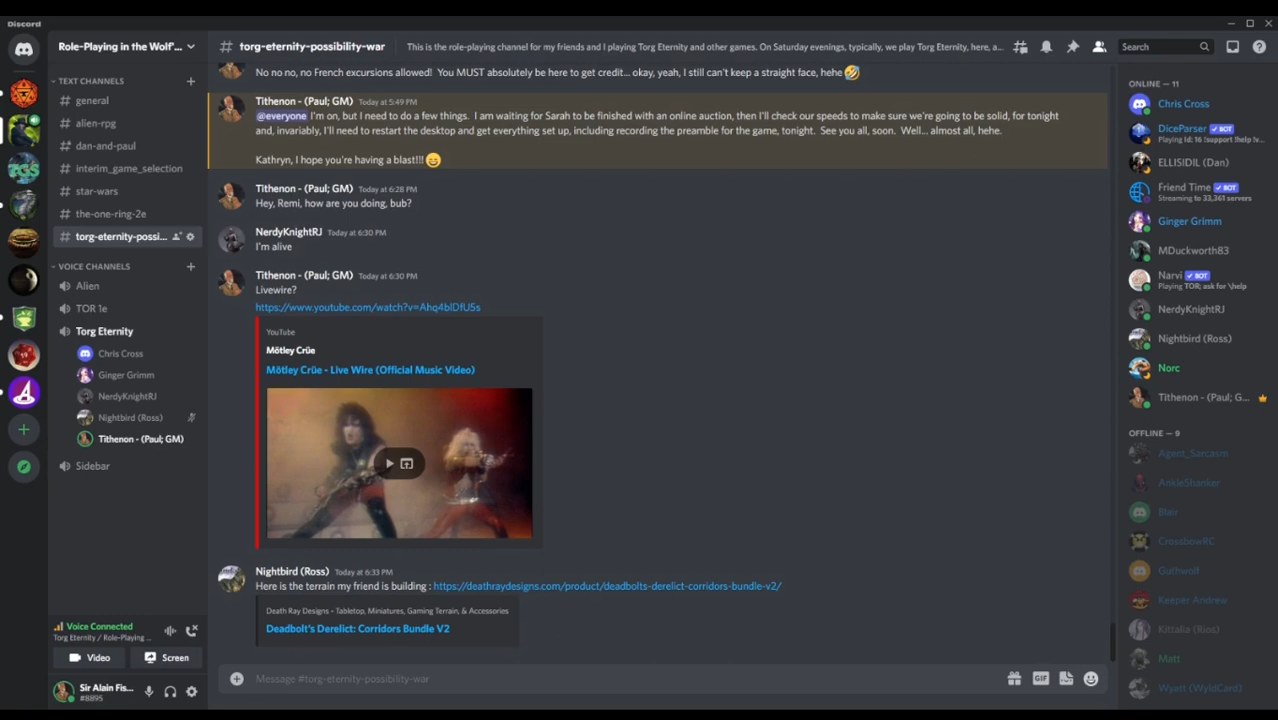 Discord
Role-Playing in the Wolf'...
TEXT CHANNELS
# general
# alien-rpg
# dan-and-paul
# interim_game_selection
# star-wars
# the-one-ring-2e
# torg-eternity-possi...
VOICE CHANNELS
Alien
TOR 1e
Torg Eternity
Chris Cross
Ginger Grimm
NerdyKnightRJ
Nightbird (Ross)
Tithenon - (Paul; GM)
Sidebar
Voice Connected
Torg Eternity / Role-Playing ...
Video
Screen
Sir Alain Fis...
#8895
# torg-eternity-possibility-war
This is the role-playing channel for my friends and I playing Torg Eternity and other games. On Saturday evenings, typically, we play Torg Eternity, here, a...
Search
No no no, no French excursions allowed! You MUST absolutely be here to get credit... okay, yeah, I still can't keep a straight face, hehe 🤣
Tithenon - (Paul; GM) Today at 5:49 PM
@everyone I'm on, but I need to do a few things. I am waiting for Sarah to be finished with an online auction, then I'll check our speeds to make sure we're going to be solid, for tonight
and, invariably, I'll need to restart the desktop and get everything set up, including recording the preamble for the game, tonight. See you all, soon. Well... almost all, hehe.
Kathryn, I hope you're having a blast!!! 😄
Tithenon - (Paul; GM) Today at 6:28 PM
Hey, Remi, how are you doing, bub?
NerdyKnightRJ Today at 6:30 PM
I'm alive
Tithenon - (Paul; GM) Today at 6:30 PM
Livewire?
https://www.youtube.com/watch?v=Ahq4bIDfU5s
YouTube
Mötley Crüe
Mötley Crüe - Live Wire (Official Music Video)
Nightbird (Ross) Today at 6:33 PM
Here is the terrain my friend is building : https://deathraydesigns.com/product/deadbolts-derelict-corridors-bundle-v2/
Death Ray Designs - Tabletop, Miniatures, Gaming Terrain, & Accessories
Deadbolt's Derelict: Corridors Bundle V2
Message #torg-eternity-possibility-war
GIF
ONLINE — 11
Chris Cross
DiceParser ✓ BOT
Playing Id: 16 !support !help !v...
ELLISIDIL (Dan)
Friend Time ✓ BOT
Streaming to 33,361 servers
Ginger Grimm
MDuckworth83
Narvi ✓ BOT
Playing TOR; ask for \help
NerdyKnightRJ
Nightbird (Ross)
Norc
Tithenon - (Paul; G...
OFFLINE — 9
Agent_Sarcasm
AnkleShanker
Blair
CrossbowRC
Guthwolf
Keeper Andrew
Kittalia (Rios)
Matt
Wyatt (WyldCard)